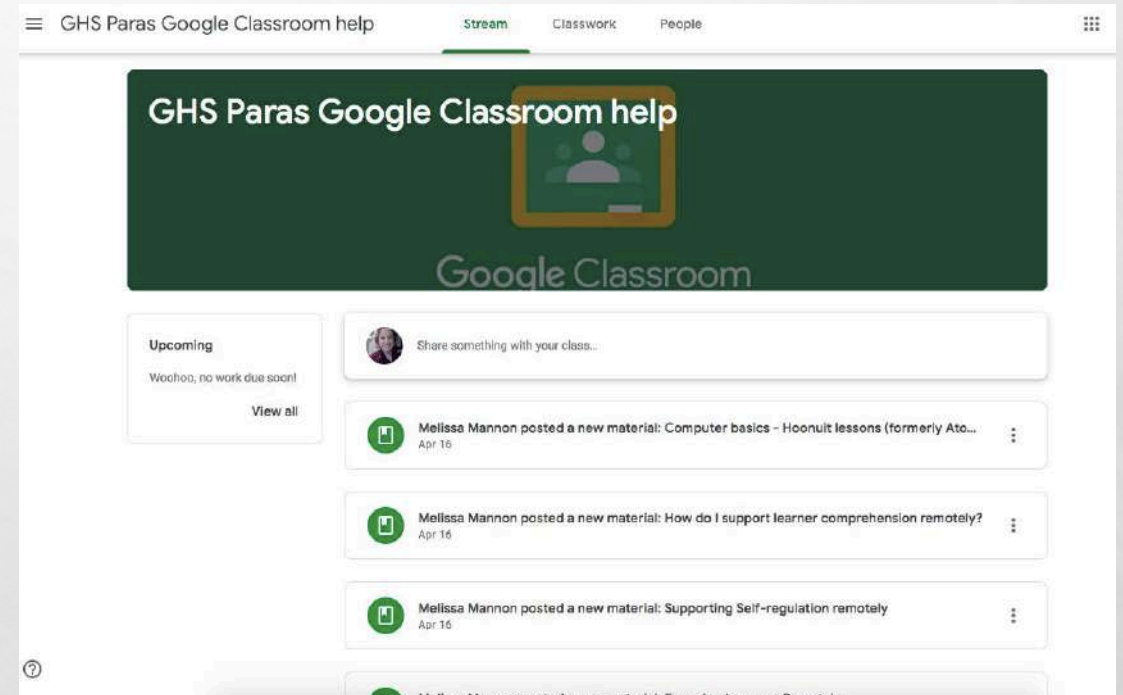 GHS Paras Google Classroom help
Stream
Classwork
People
GHS Paras Google Classroom help
Google Classroom
Upcoming
Woohoo, no work due soon!
View all
Share something with your class...
Melissa Mannon posted a new material: Computer basics - Hoonuit lessons (formerly Ato...
Apr 16
Melissa Mannon posted a new material: How do I support learner comprehension remotely?
Apr 16
Melissa Mannon posted a new material: Supporting Self-regulation remotely
Apr 16